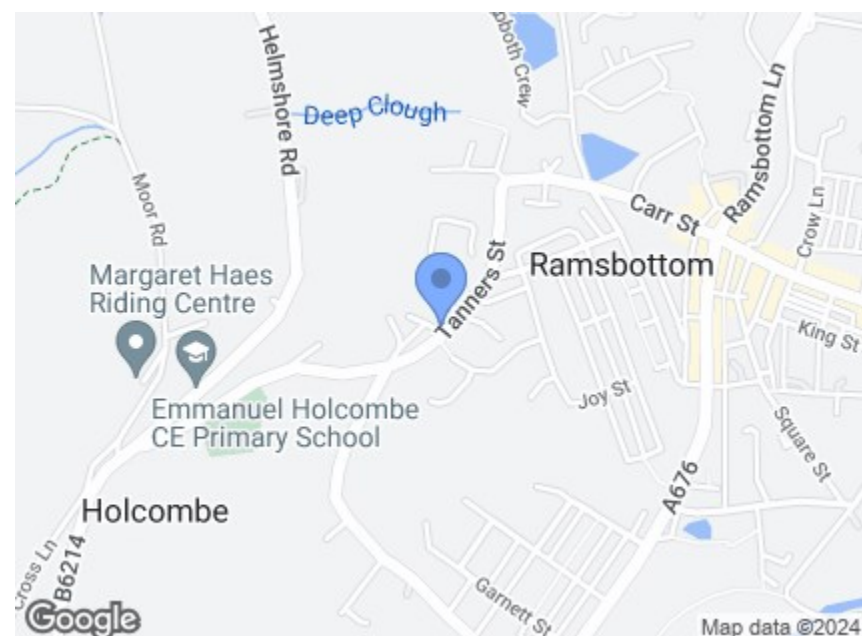 Helmshore Rd
Deep Clough
Ramsbottom Ln
Moor Rd
Carr St
Crow Ln
Margaret Haes
Riding Centre
Tanners St
Ramsbottom
King St
Emmanuel Holcombe
CE Primary School
Joy St
Square St
Holcombe
A676
Cross Ln
B6214
Garnett St
Google
Map data ©2024